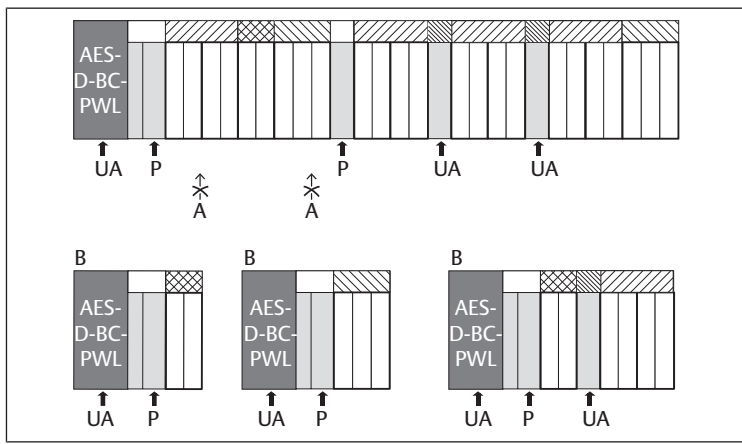 AES-
D-BC-
PWL
UA P P UA UA
A A
B B B
AES-
D-BC-
PWL
AES-
D-BC-
PWL
AES-
D-BC-
PWL
UA P UA P UA P UA